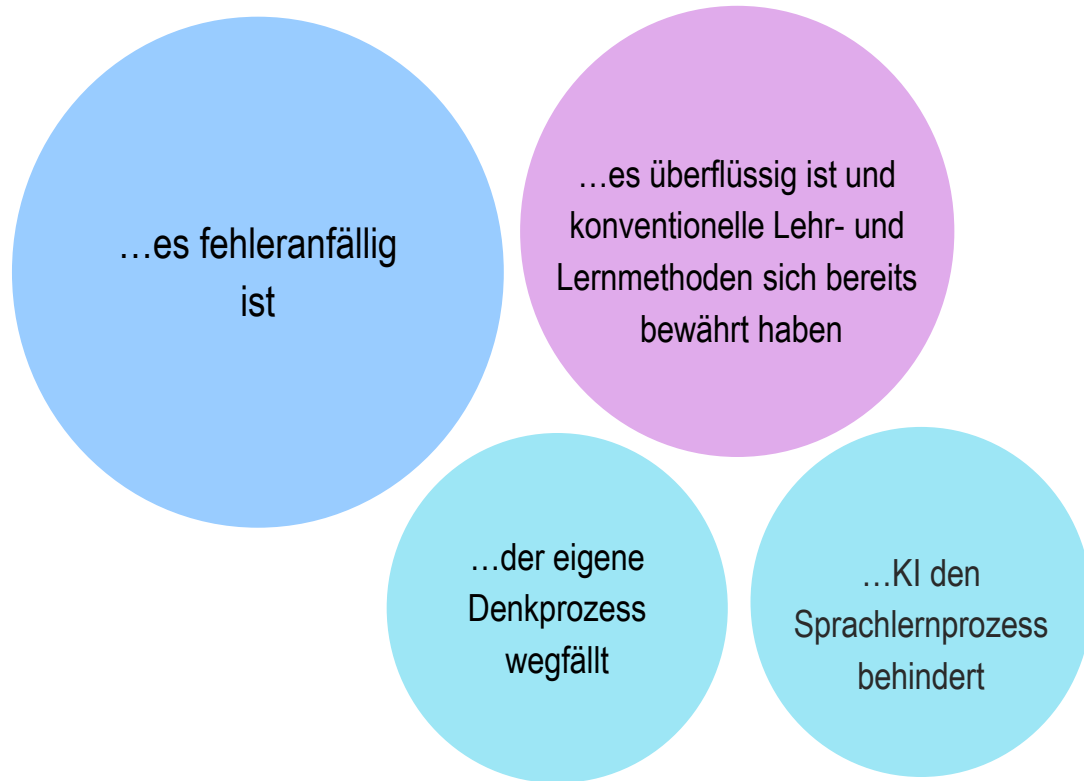 …es fehleranfällig
ist
…es überflüssig ist und
konventionelle Lehr- und
Lernmethoden sich bereits
bewährt haben
…der eigene
Denkprozess
wegfällt
…KI den
Sprachlernprozess
behindert